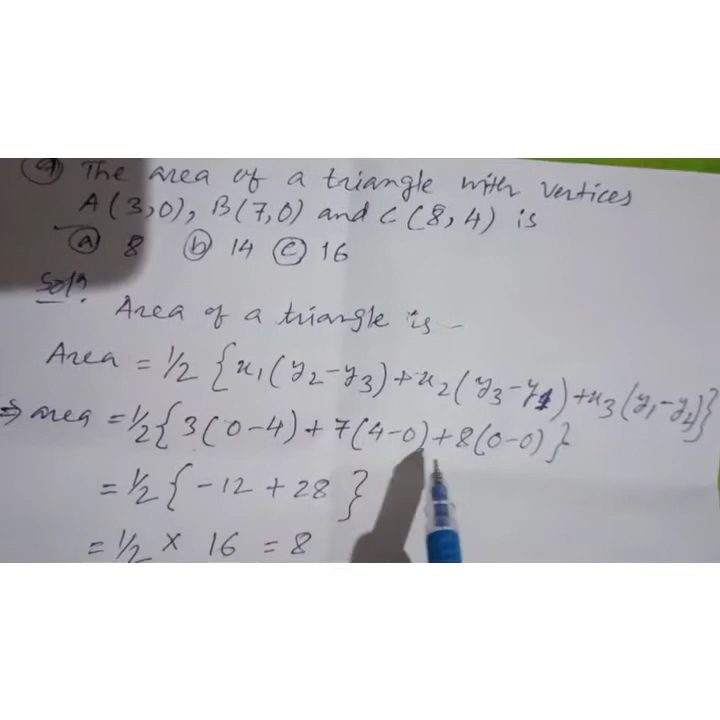 9 The area of a triangle with vertices
A(3,0), B(7,0) and C(8,4) is
a 8 b 14 c 16
Soln.
Area of a triangle is -
Area = 1/2 {x1(y2-y3)+x2(y3-y1)+x3(y1-y2)}
⇒ area = 1/2{3(0-4)+7(4-0)+8(0-0)}
= 1/2 {-12+28}
= 1/2 × 16 = 8